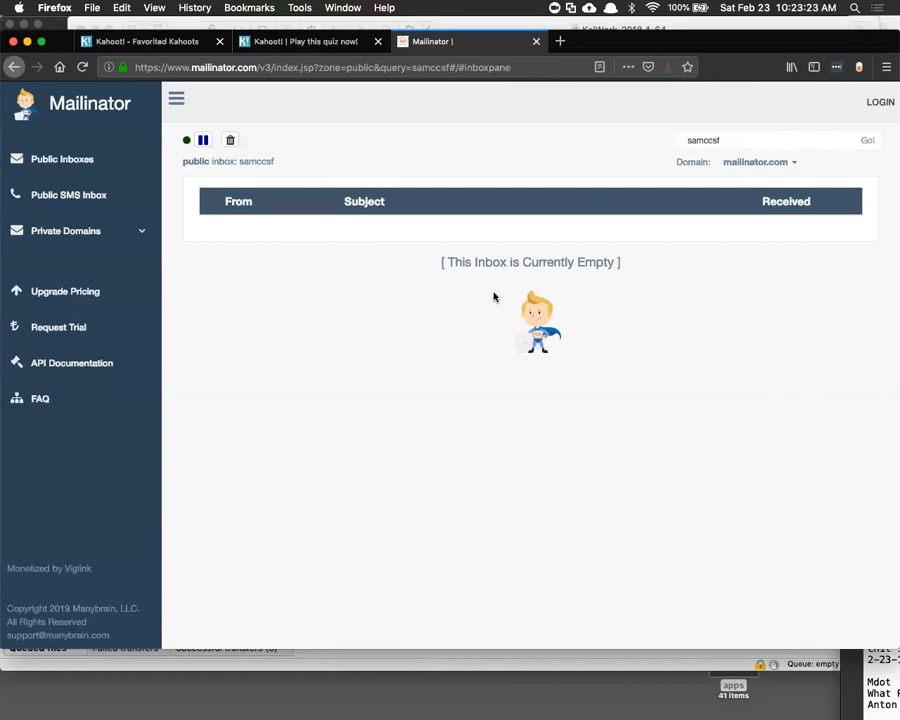 Firefox File Edit View History Bookmarks Tools Window Help 100% Sat Feb 23 10:23:23 AM
Kahoot! - Favorited Kahoots Kahoot! | Play this quiz now! Mailinator |
https://www.mailinator.com/v3/index.jsp?zone=public&query=samccsf#/#inboxpane
Mailinator
LOGIN
Public Inboxes
Public SMS Inbox
Private Domains
Upgrade Pricing
Request Trial
API Documentation
FAQ
Monetized by Viglink
Copyright 2019 Manybrain, LLC.
All Rights Reserved
support@manybrain.com
samccsf Go!
public inbox: samccsf
Domain: mailinator.com
From Subject Received
[ This Inbox is Currently Empty ]
Queue: empty
apps
41 items
2-23-
Mdot
What
Anton